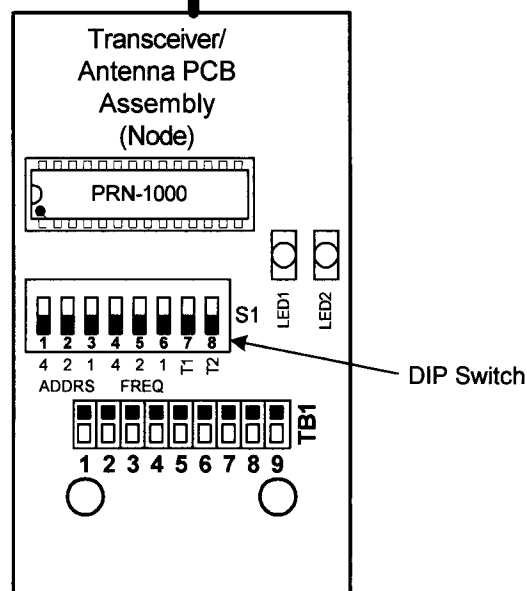 Transceiver/
Antenna PCB
Assembly
(Node)
PRN-1000
LED1
LED2
S1
1 2 3 4 5 6 7 8
4 2 1 4 2 1 T1 T2
ADDRS FREQ
DIP Switch
TB1
1 2 3 4 5 6 7 8 9